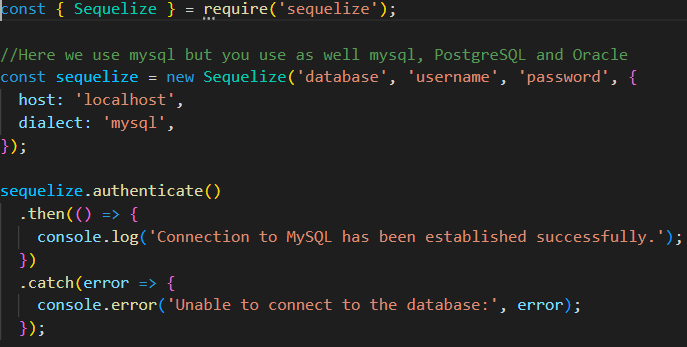 const { Sequelize } = require('sequelize');
//Here we use mysql but you use as well mysql, PostgreSQL and Oracle
const sequelize = new Sequelize('database', 'username', 'password', {
  host: 'localhost',
  dialect: 'mysql',
});
sequelize.authenticate()
  .then(() => {
    console.log('Connection to MySQL has been established successfully.');
  })
  .catch(error => {
    console.error('Unable to connect to the database:', error);
  });